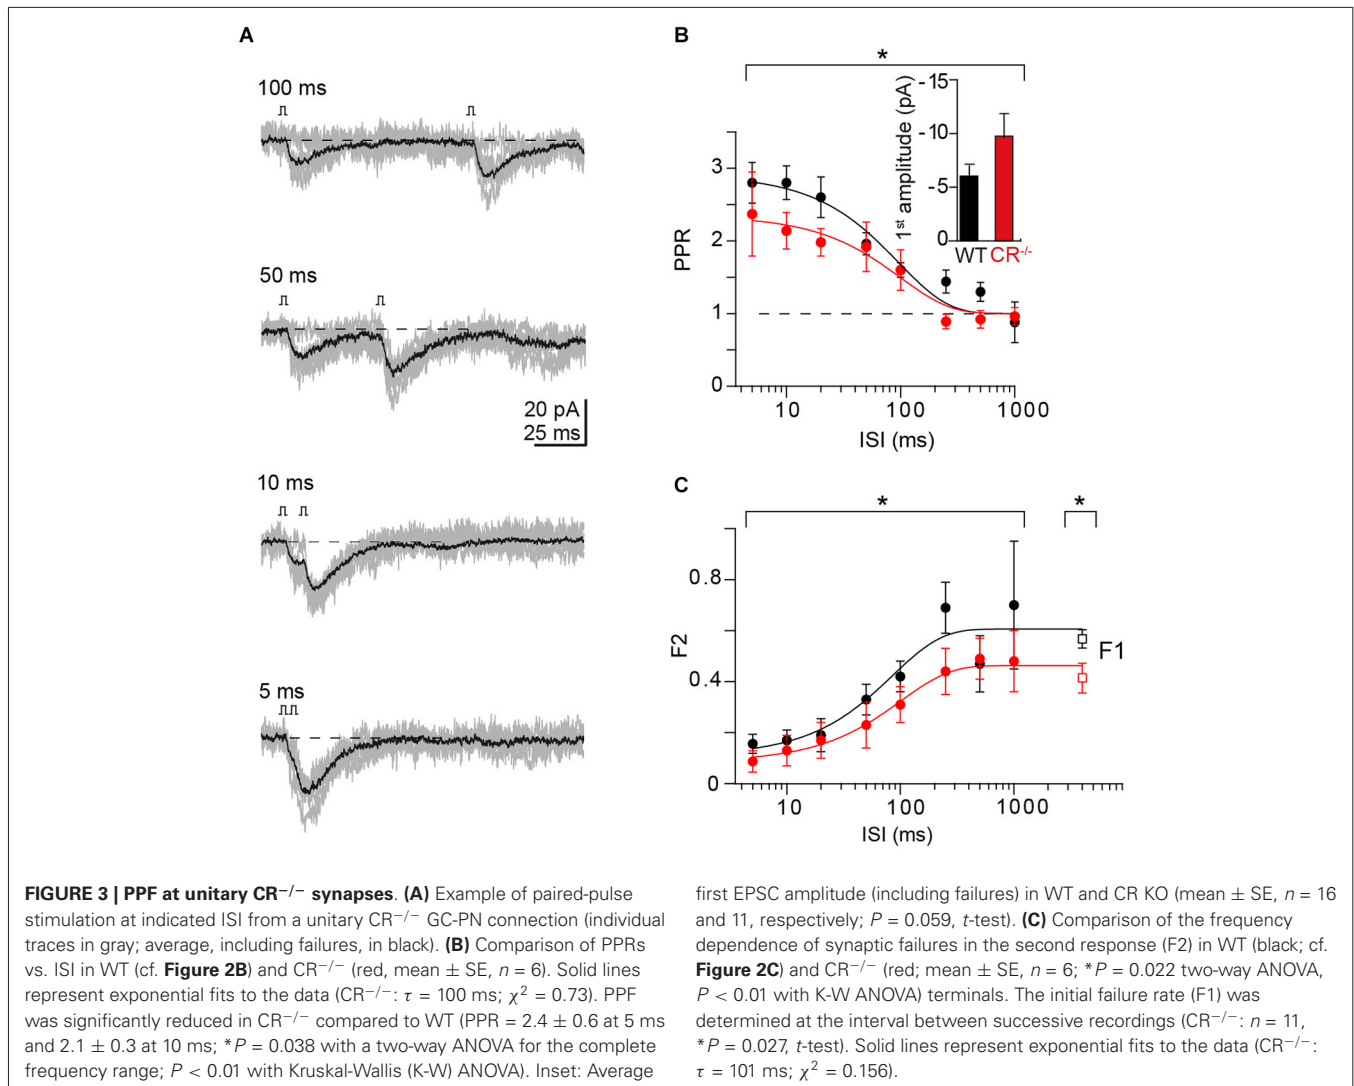 A
100 ms
50 ms
20 pA
25 ms
10 ms
5 ms
B
*
-15
-10
-5
0
1st amplitude (pA)
WT CR-/-
3
2
1
0
PPR
10 100 1000
ISI (ms)
C
* *
0.8
0.4
0
F2
F1
10 100 1000
ISI (ms)
FIGURE 3 | PPF at unitary CR−/− synapses. (A) Example of paired-pulse
stimulation at indicated ISI from a unitary CR−/− GC-PN connection (individual
traces in gray; average, including failures, in black). (B) Comparison of PPRs
vs. ISI in WT (cf. Figure 2B) and CR−/− (red, mean ± SE, n = 6). Solid lines
represent exponential fits to the data (CR−/−: τ = 100 ms; χ2 = 0.73). PPF
was significantly reduced in CR−/− compared to WT (PPR = 2.4 ± 0.6 at 5 ms
and 2.1 ± 0.3 at 10 ms; *P = 0.038 with a two-way ANOVA for the complete
frequency range; P < 0.01 with Kruskal-Wallis (K-W) ANOVA). Inset: Average
first EPSC amplitude (including failures) in WT and CR KO (mean ± SE, n = 16
and 11, respectively; P = 0.059, t-test). (C) Comparison of the frequency
dependence of synaptic failures in the second response (F2) in WT (black; cf.
Figure 2C) and CR−/− (red; mean ± SE, n = 6; *P = 0.022 two-way ANOVA,
P < 0.01 with K-W ANOVA) terminals. The initial failure rate (F1) was
determined at the interval between successive recordings (CR−/−: n = 11,
*P = 0.027, t-test). Solid lines represent exponential fits to the data (CR−/−:
τ = 101 ms; χ2 = 0.156).